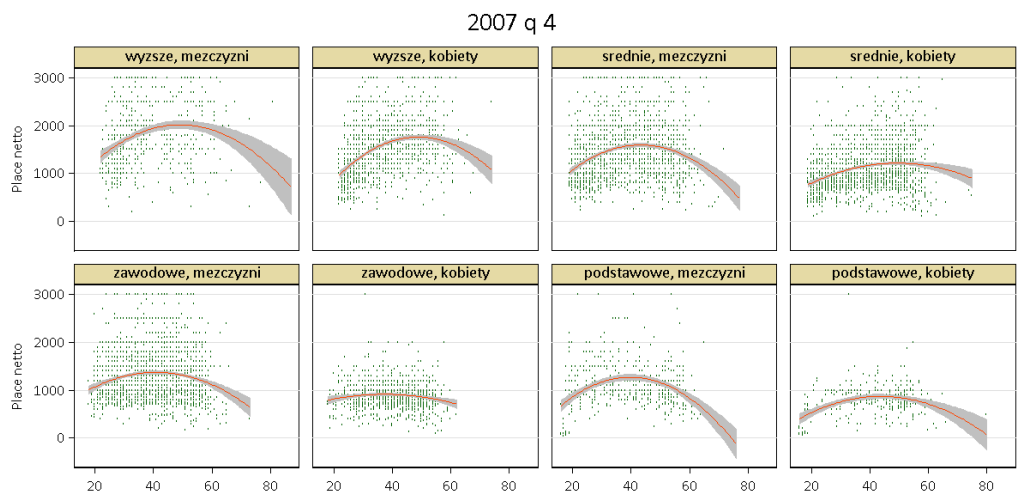 2007 q 4
wyzsze, mezczyzni
wyzsze, kobiety
srednie, mezczyzni
srednie, kobiety
Place netto
3000
2000
1000
0
zawodowe, mezczyzni
zawodowe, kobiety
podstawowe, mezczyzni
podstawowe, kobiety
Place netto
3000
2000
1000
0
20 40 60 80
20 40 60 80
20 40 60 80
20 40 60 80